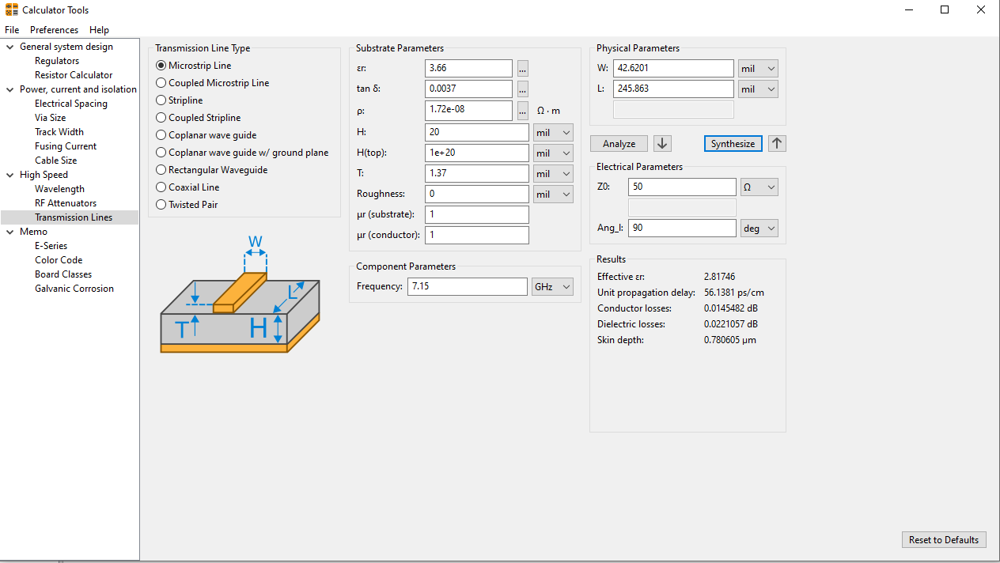 Calculator Tools
File Preferences Help
General system design
Regulators
Resistor Calculator
Power, current and isolation
Electrical Spacing
Via Size
Track Width
Fusing Current
Cable Size
High Speed
Wavelength
RF Attenuators
Transmission Lines
Memo
E-Series
Color Code
Board Classes
Galvanic Corrosion
Transmission Line Type
Microstrip Line
Coupled Microstrip Line
Stripline
Coupled Stripline
Coplanar wave guide
Coplanar wave guide w/ ground plane
Rectangular Waveguide
Coaxial Line
Twisted Pair
W
L
T
H
Substrate Parameters
εr: 3.66 ...
tan δ: 0.0037 ...
ρ: 1.72e-08 ... Ω · m
H: 20 mil
H(top): 1e+20 mil
T: 1.37 mil
Roughness: 0 mil
μr (substrate): 1
μr (conductor): 1
Component Parameters
Frequency: 7.15 GHz
Physical Parameters
W: 42.6201 mil
L: 245.863 mil
Analyze Synthesize
Electrical Parameters
Z0: 50 Ω
Ang_l: 90 deg
Results
Effective εr: 2.81746
Unit propagation delay: 56.1381 ps/cm
Conductor losses: 0.0145482 dB
Dielectric losses: 0.0221057 dB
Skin depth: 0.780605 μm
Reset to Defaults